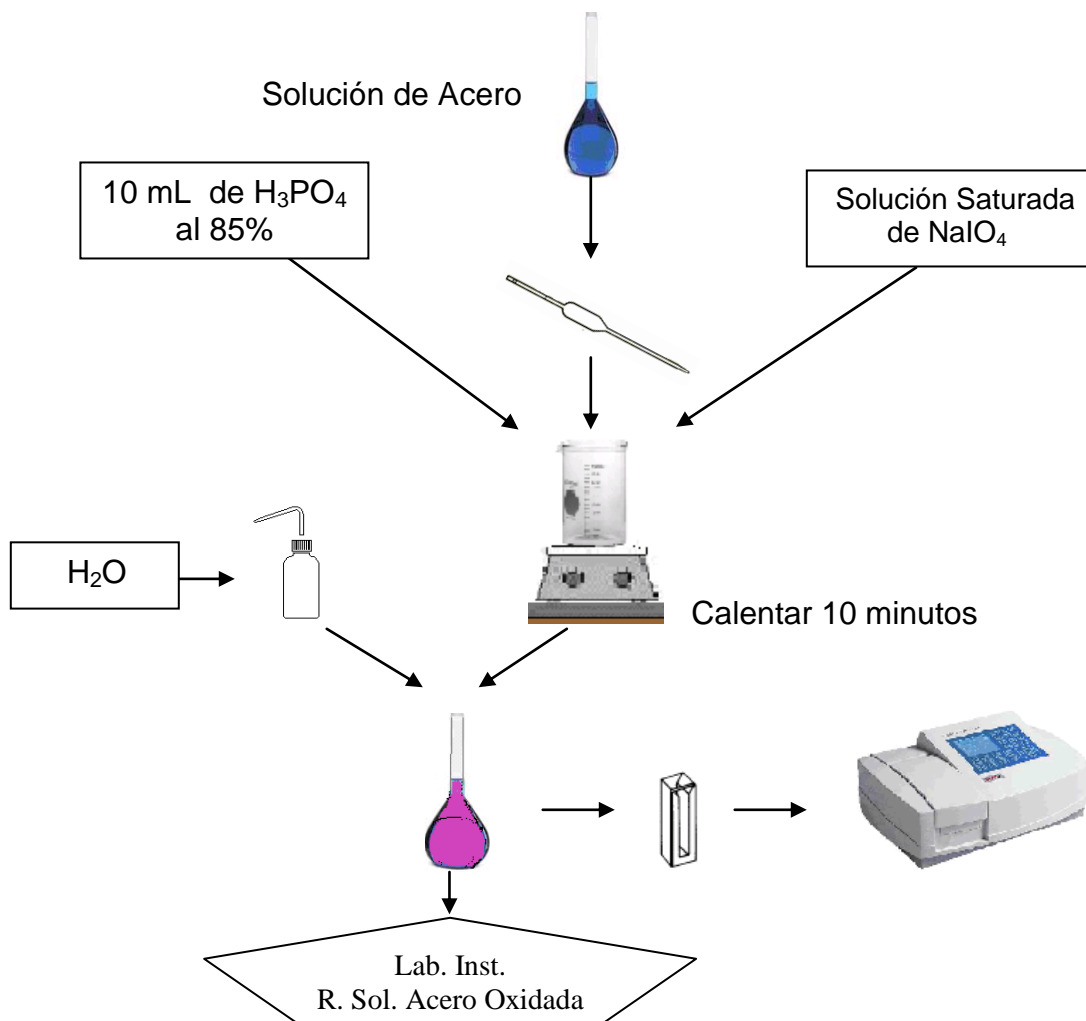 Solución de Acero
10 mL de H₃PO₄
al 85%
Solución Saturada
de NaIO₄
H₂O
Calentar 10 minutos
Lab. Inst.
R. Sol. Acero Oxidada